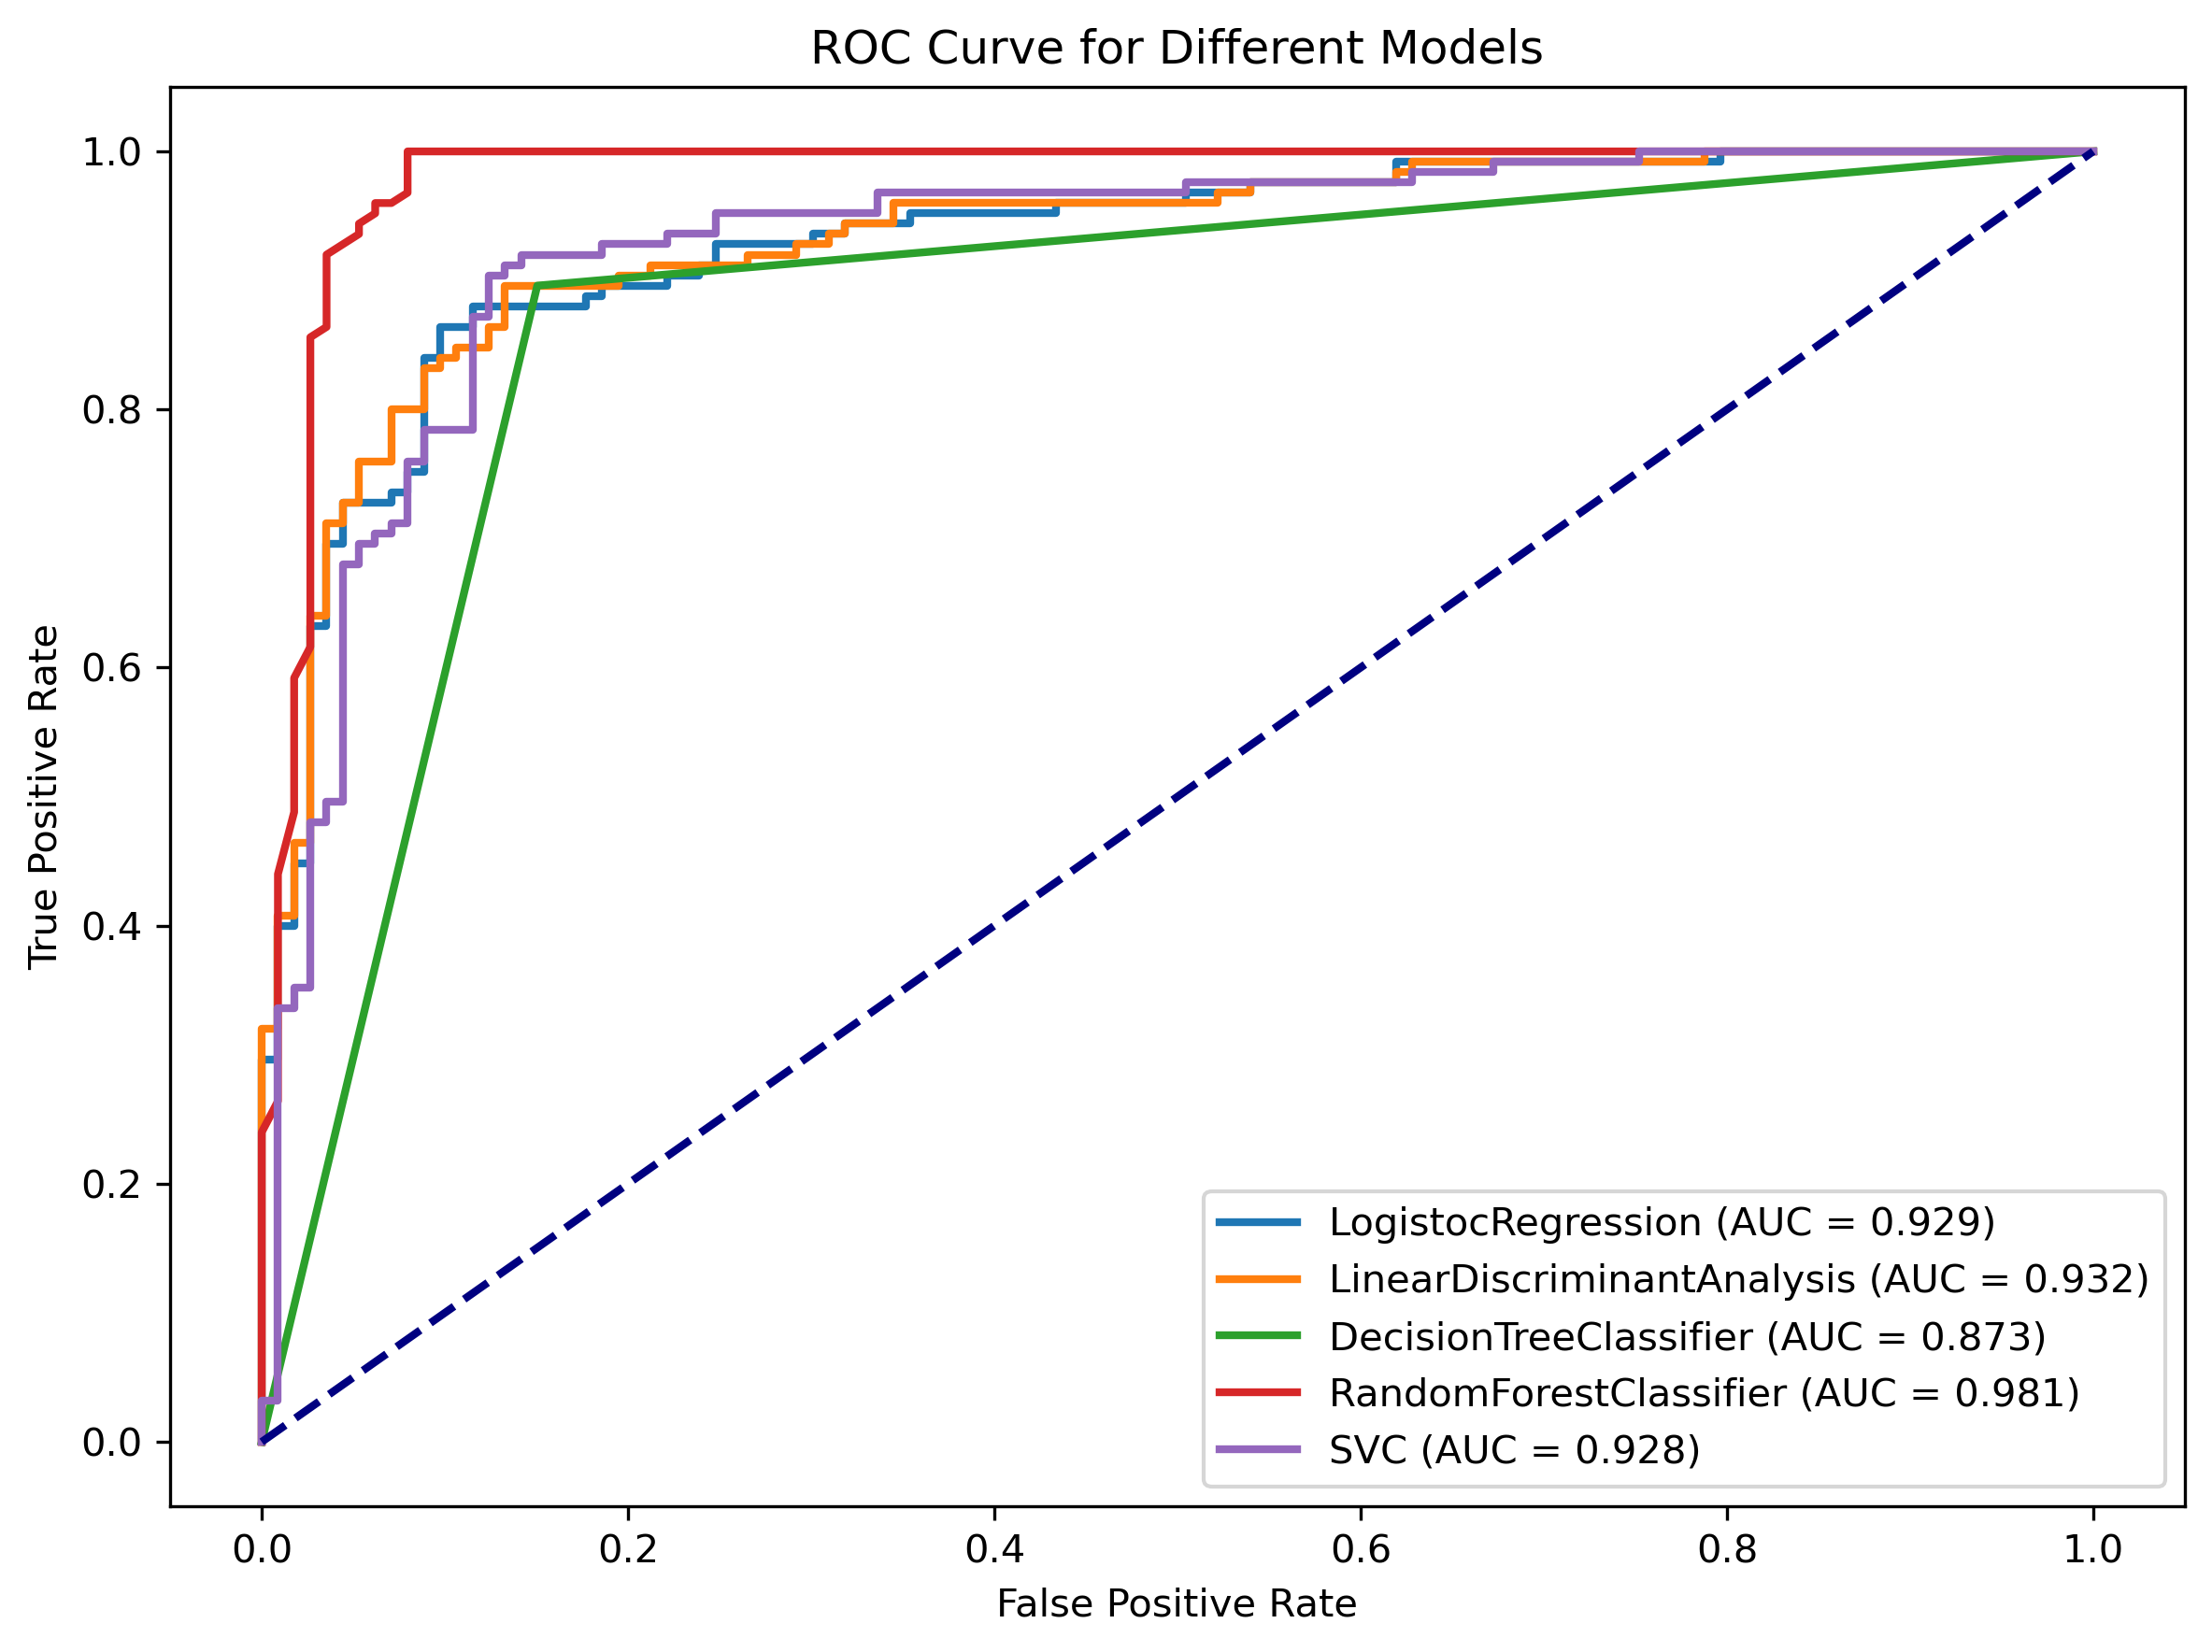 ROC Curve for Different Models
True Positive Rate
1.0
0.8
0.6
0.4
0.2
0.0
LogistocRegression (AUC = 0.929)
LinearDiscriminantAnalysis (AUC = 0.932)
DecisionTreeClassifier (AUC = 0.873)
RandomForestClassifier (AUC = 0.981)
SVC (AUC = 0.928)
0.0 0.2 0.4 0.6 0.8 1.0
False Positive Rate